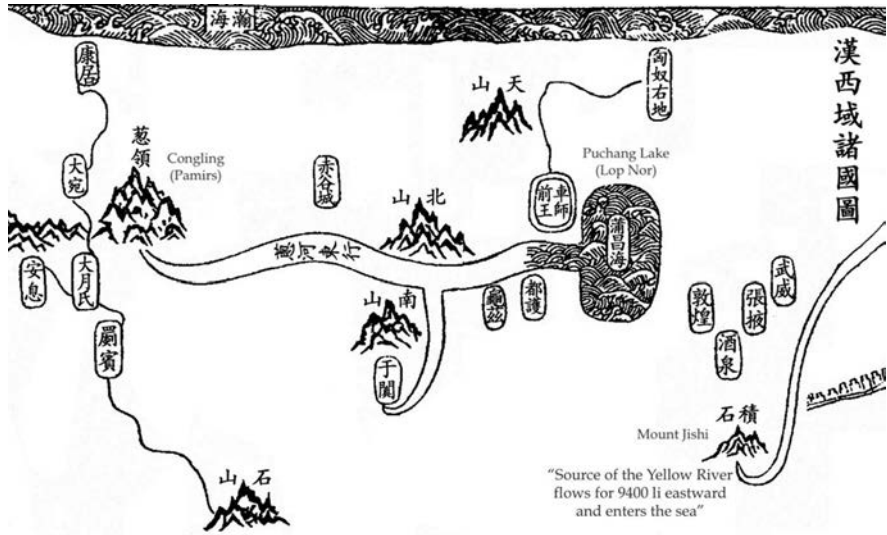 漢西域諸國圖
瀚海
康居
匈奴右地
天山
葱領
Congling
(Pamirs)
大宛
赤谷城
北山
車師
前王
Puchang Lake
(Lop Nor)
蒲昌海
葱河東行
安息
大月氏
罽賓
南山
于闐
龜茲
都護
武威
張掖
酒泉
敦煌
積石
Mount Jishi
"Source of the Yellow River
flows for 9400 li eastward
and enters the sea"
石山